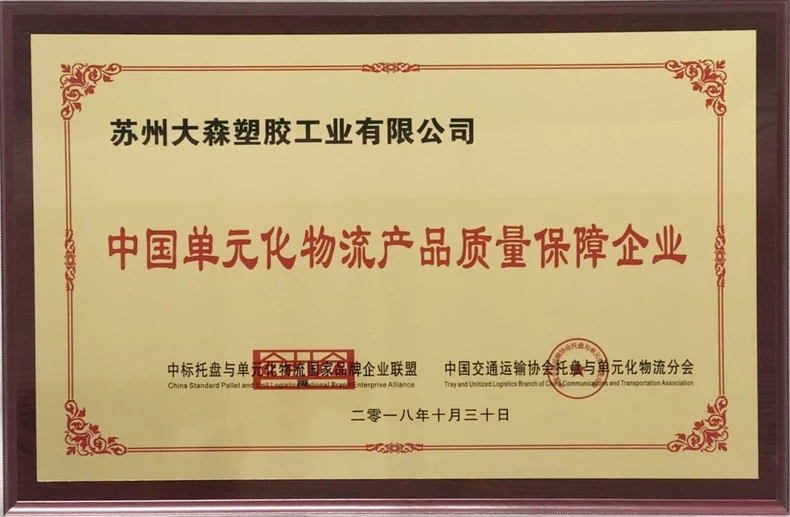 苏州大森塑胶工业有限公司
中国单元化物流产品质量保障企业
中标托盘与单元化物流国家品牌企业联盟
China Standard Pallet and Unit Logistics National Brand Enterprise Alliance
中国交通运输协会托盘与单元化物流分会
Tray and Unitized Logistics Branch of China Communications and Transportation Association
二零一八年十月三十日